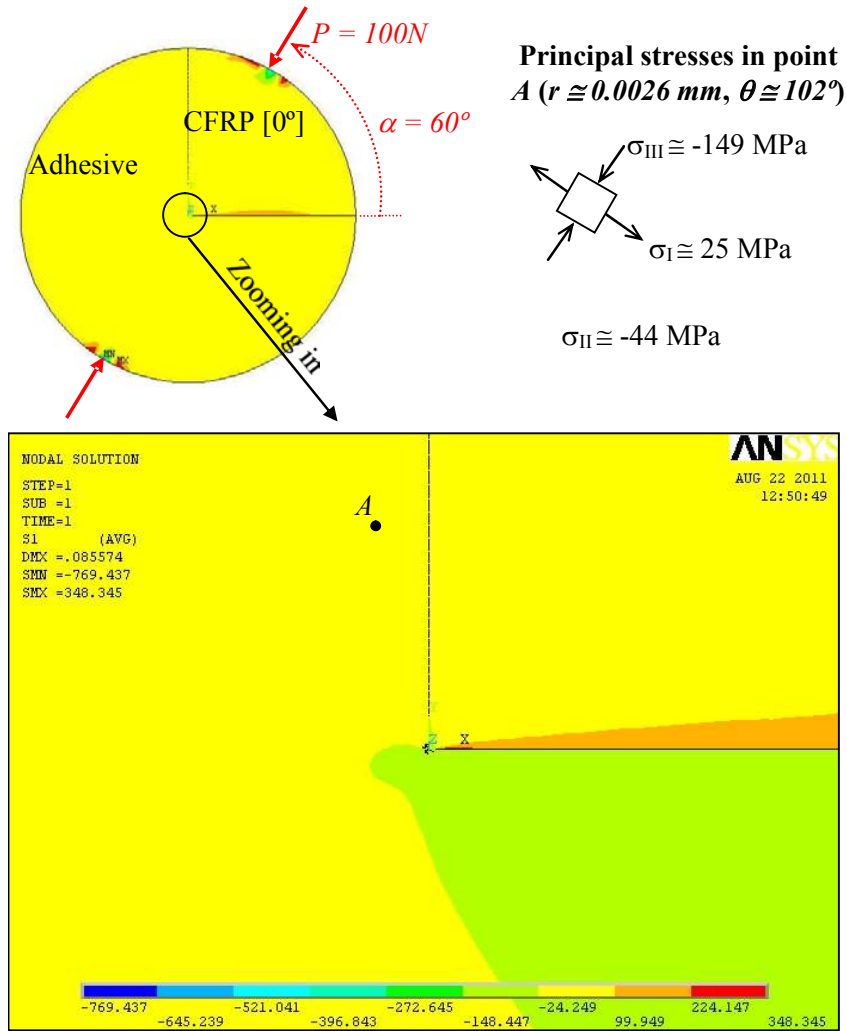 P = 100N
CFRP [0º]
α = 60º
Adhesive
X
Zooming in
MN
MX
Principal stresses in point
A (r ≅ 0.0026 mm, θ ≅ 102º)
σIII ≅ -149 MPa
σI ≅ 25 MPa
σII ≅ -44 MPa
NODAL SOLUTION
STEP=1
SUB =1
TIME=1
S1 (AVG)
DMX =.085574
SMN =-769.437
SMX =348.345
ANSYS
AUG 22 2011
12:50:49
A
Y
Z X
-769.437 -521.041 -272.645 -24.249 224.147
-645.239 -396.843 -148.447 99.949 348.345